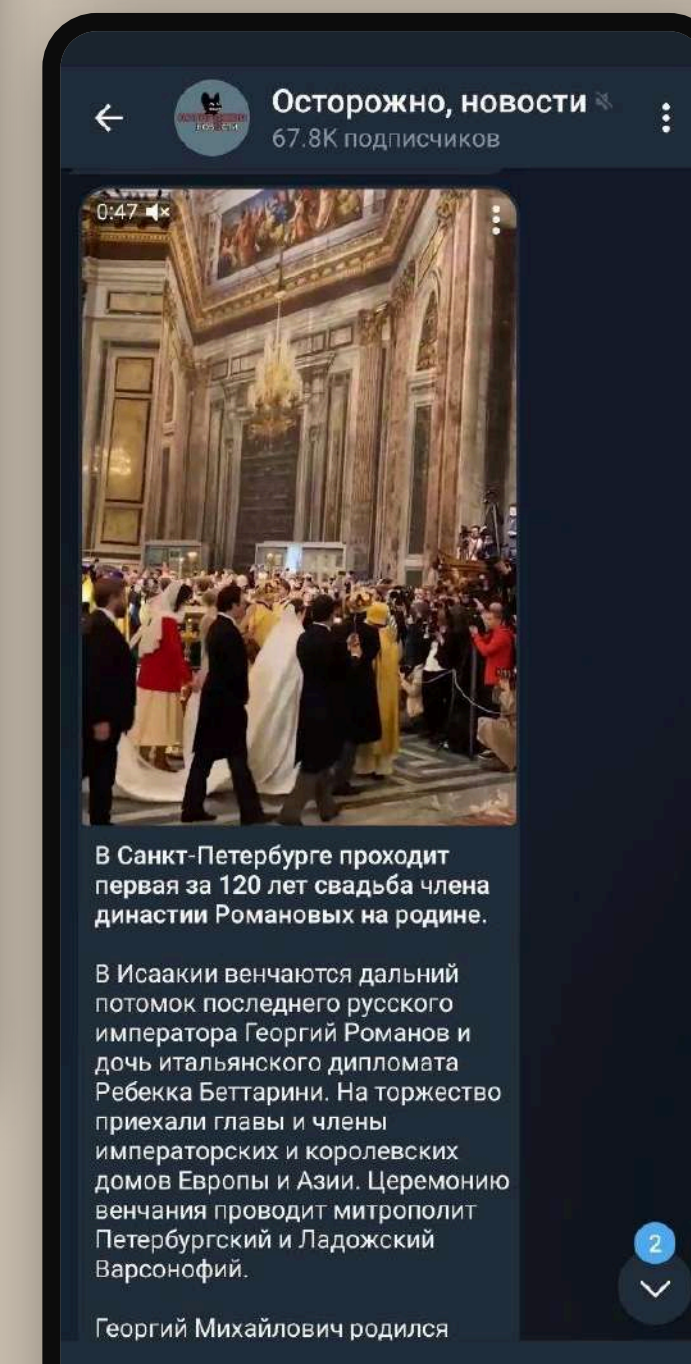 Осторожно, новости
67.8K подписчиков
0:47
В Санкт-Петербурге проходит
первая за 120 лет свадьба члена
династии Романовых на родине.
В Исаакии венчаются дальний
потомок последнего русского
императора Георгий Романов и
дочь итальянского дипломата
Ребекка Беттарини. На торжество
приехали главы и члены
императорских и королевских
домов Европы и Азии. Церемонию
венчания проводит митрополит
Петербургский и Ладожский
Варсонофий.
2
Георгий Михайлович родился